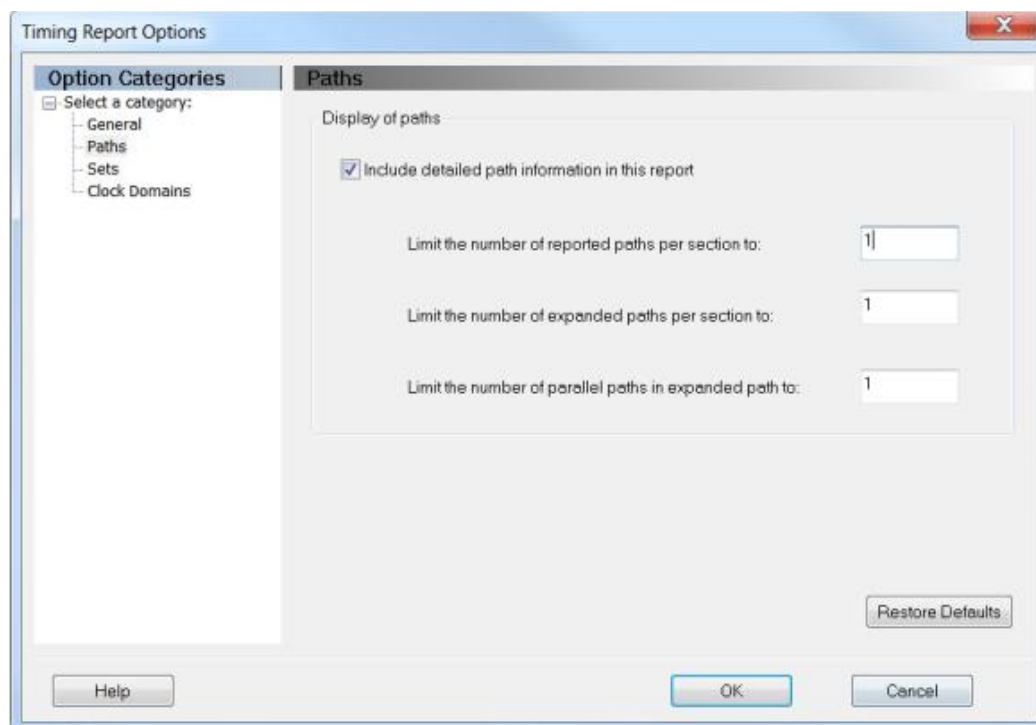 Timing Report Options
X
Option Categories
Select a category:
General
Paths
Sets
Clock Domains
Paths
Display of paths
Include detailed path information in this report
Limit the number of reported paths per section to:
1
Limit the number of expanded paths per section to:
1
Limit the number of parallel paths in expanded path to:
1
Restore Defaults
Help
OK
Cancel